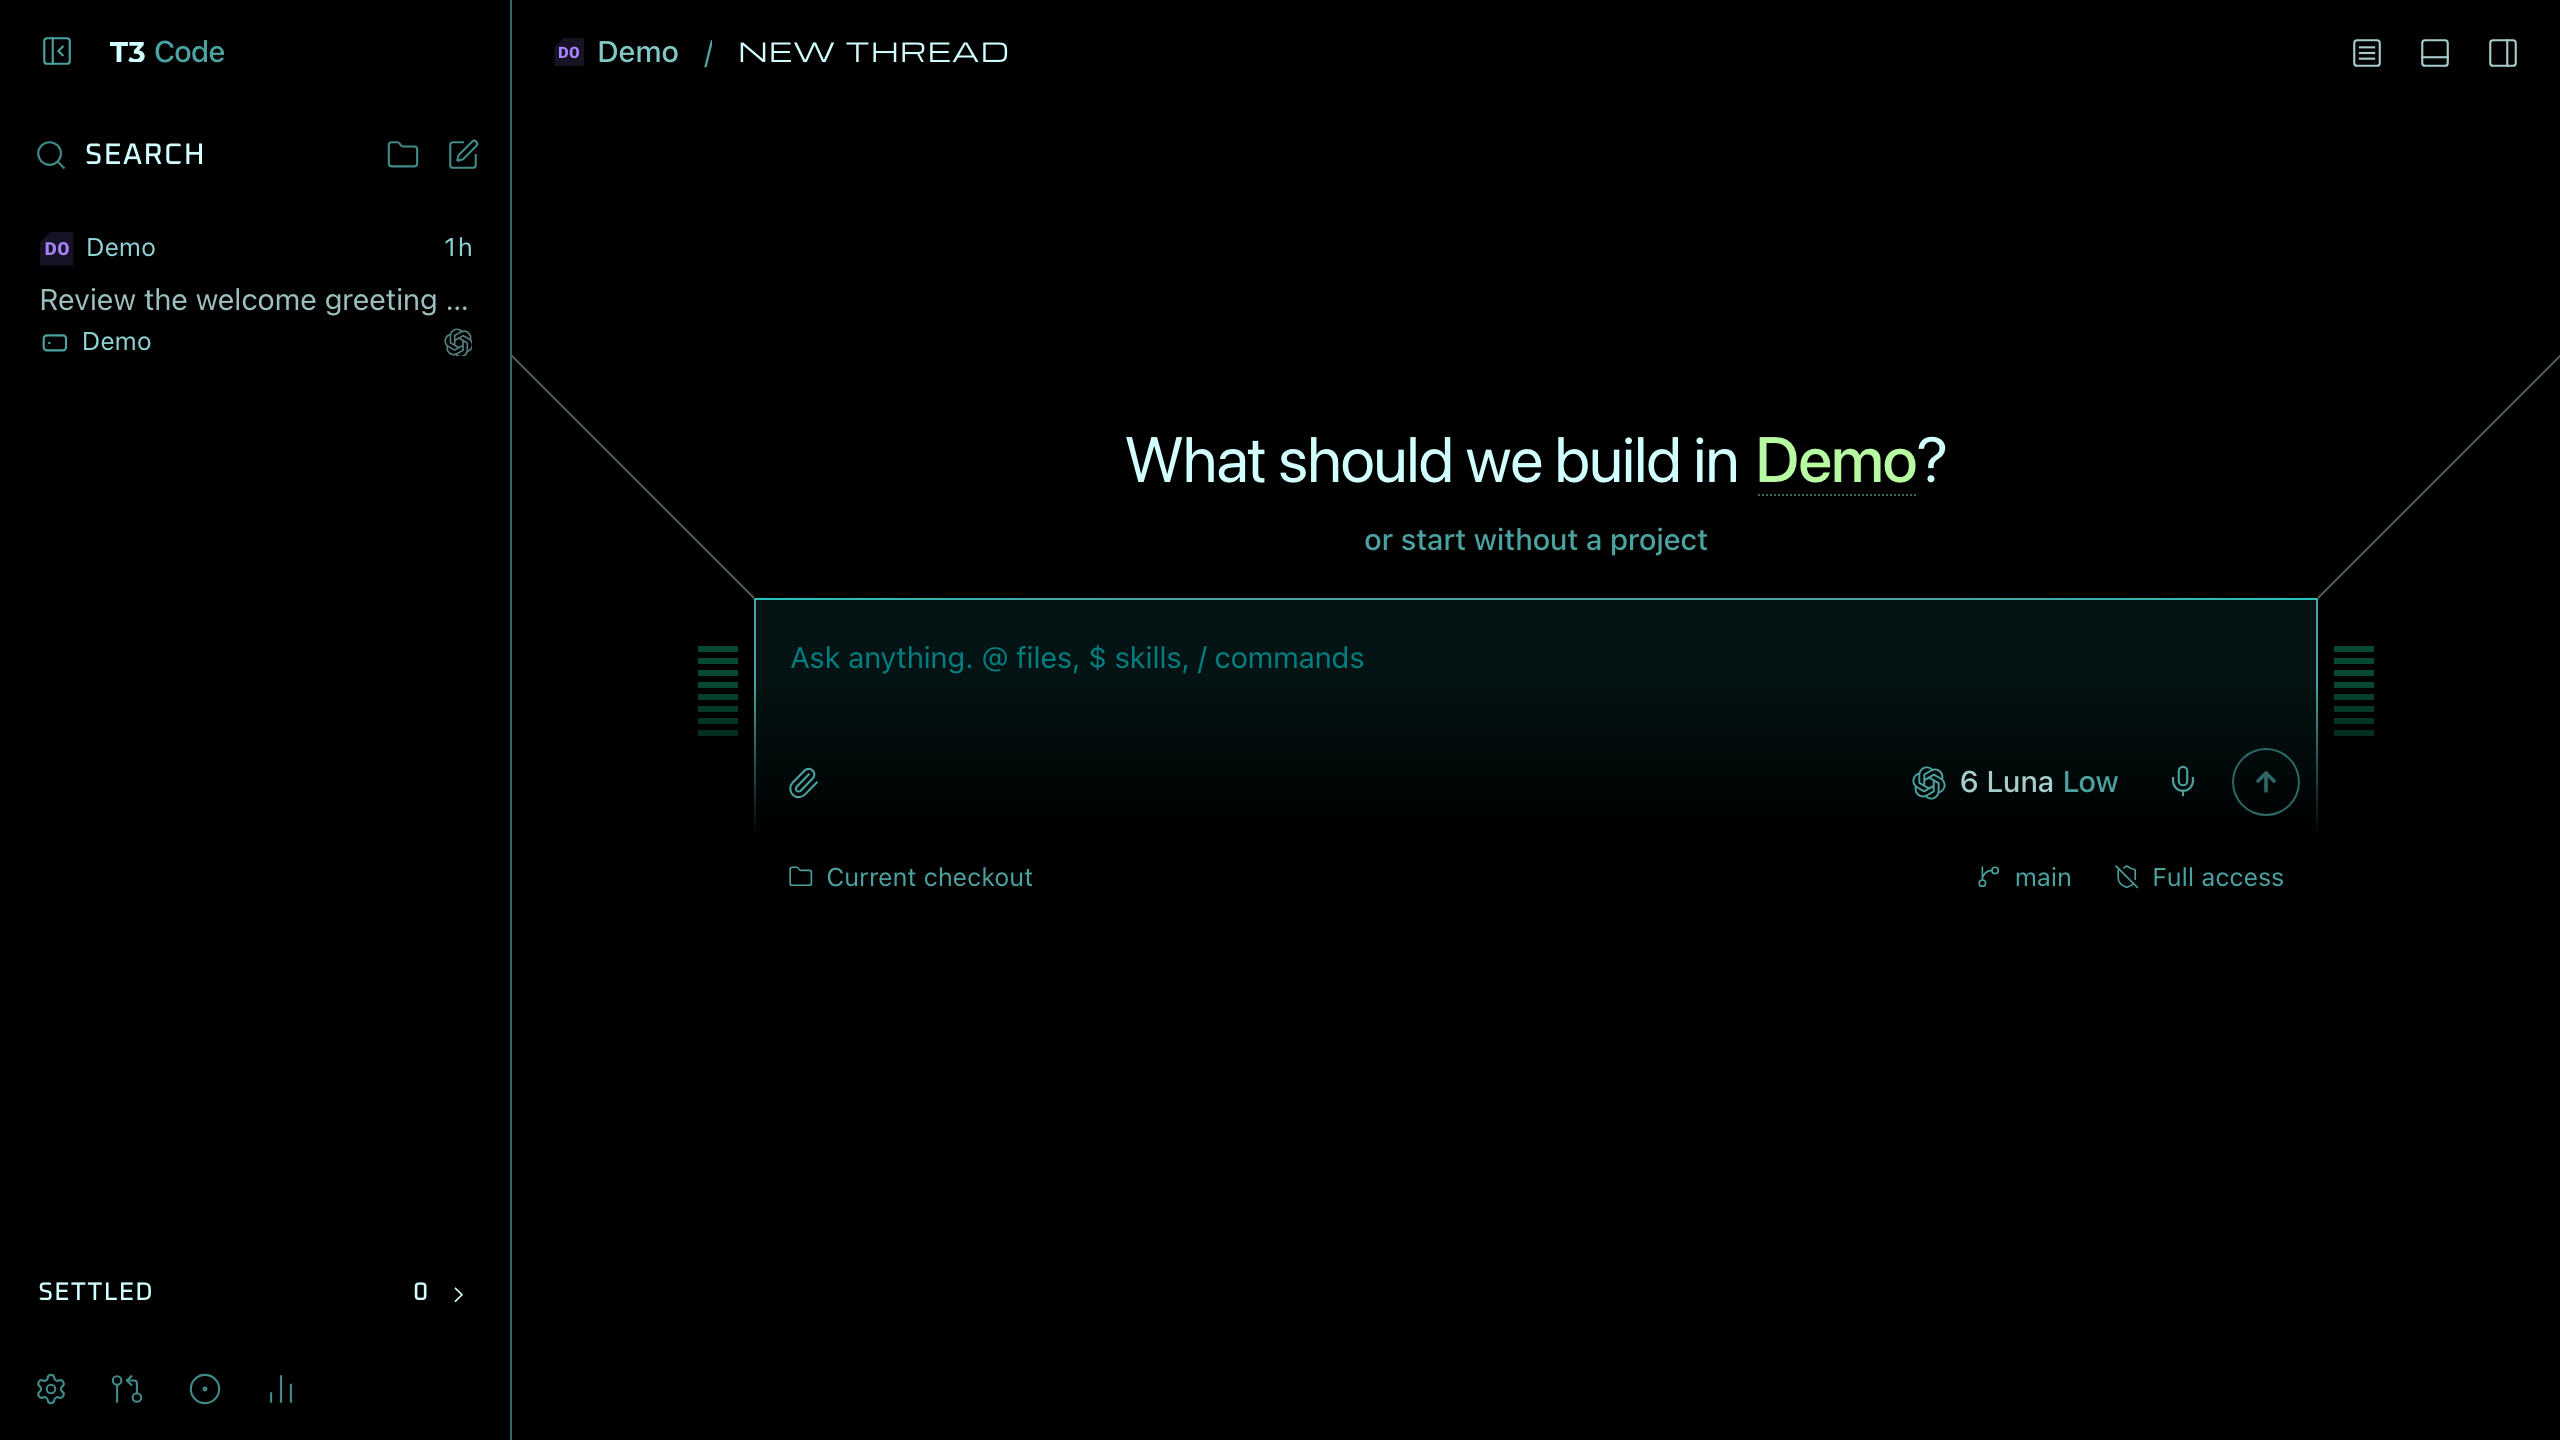 T3 Code
SEARCH
DO Demo 1h
Review the welcome greeting ...
Demo
SETTLED 0
DO Demo / NEW THREAD
What should we build in Demo?
or start without a project
Ask anything. @ files, $ skills, / commands
6 Luna Low
Current checkout
main
Full access